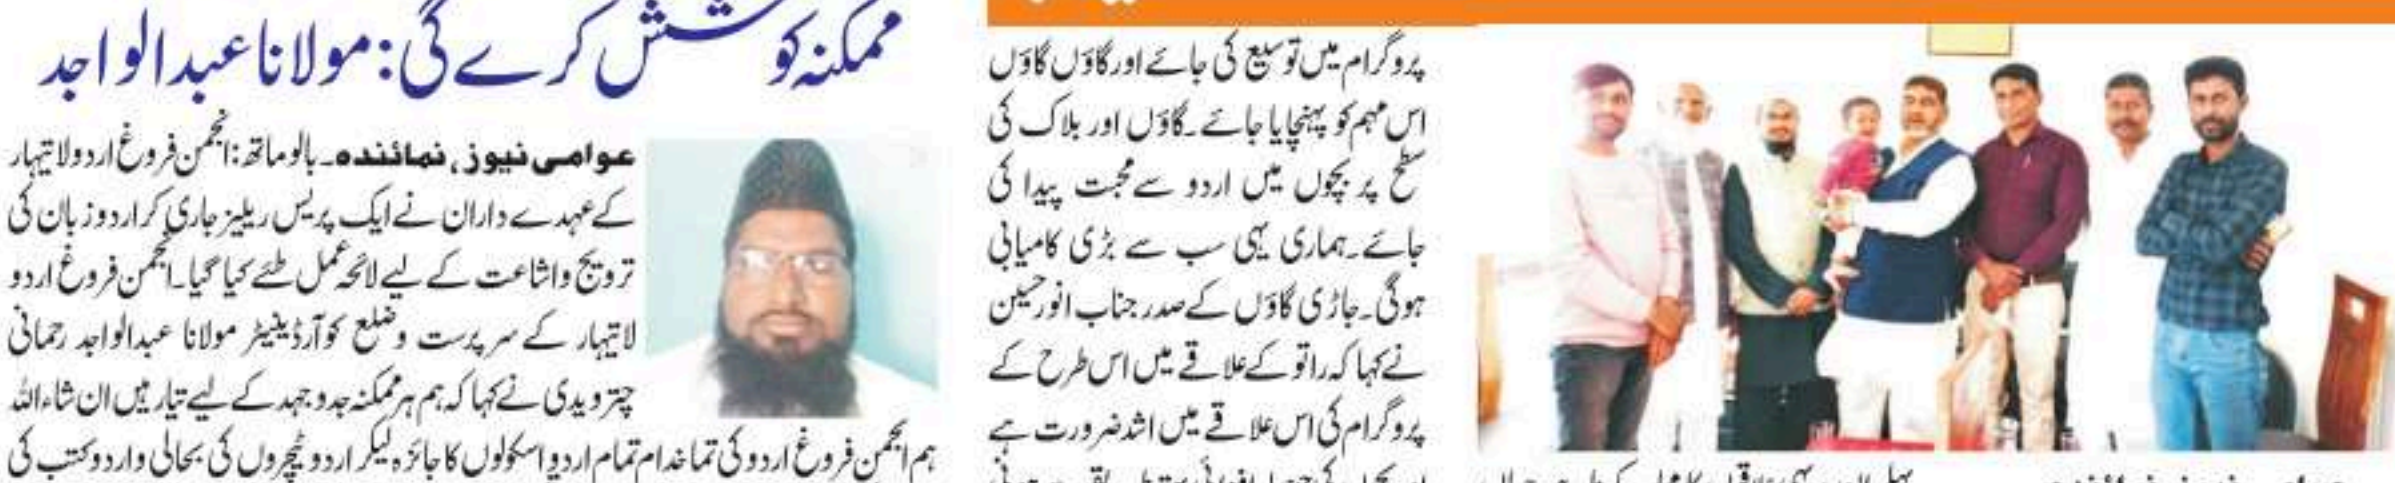 ممکنہ کوشش کرے گی: مولانا عبدالواجد
عوامی نیوز، نمائندہ۔ بالوماتھ: انجمن فروغ اردو لاتیہار
کے عہدے داران نے ایک پریس ریلیز جاری کر اردو زبان کی
ترویج واشاعت کے لیے لائحہ عمل طئے کیا گیا۔ انجمن فروغ اردو
لاتیہار کے سرپرست وضلع کوآرڈینیٹر مولانا عبدالواجد رحمانی
چترویدی نے کہا کہ ہم ہر ممکنہ جدوجہد کے لیے تیار ہیں ان شاءاللہ
ہم انجمن فروغ اردو کی تما خدام تمام اردو اسکولوں کا جائزہ لیکر اردو ٹیچروں کی بحالی و اردو کتب کی
پروگرام میں توسیع کی جائے اور گاؤں گاؤں
اس مہم کو پہنچایا جائے۔ گاؤں اور بلاک کی
سطح پر بچوں میں اردو سے محبت پیدا کی
جائے۔ ہماری یہی سب سے بڑی کامیابی
ہوگی۔ جاڑی گاؤں کے صدر جناب انور حسین
نے کہا کہ راتو کے علاقے میں اس طرح کے
پروگرام کی اس علاقے میں اشد ضرورت ہے